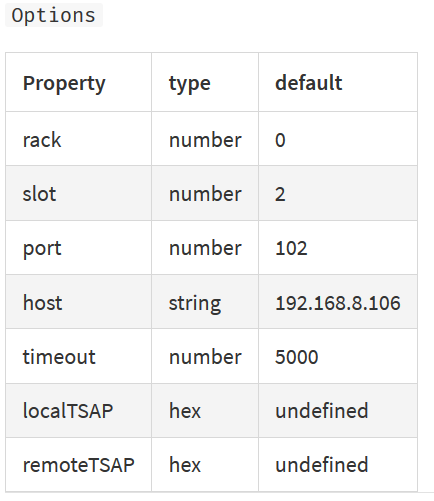 Options
Property type default
rack number 0
slot number 2
port number 102
host string 192.168.8.106
timeout number 5000
localTSAP hex undefined
remoteTSAP hex undefined